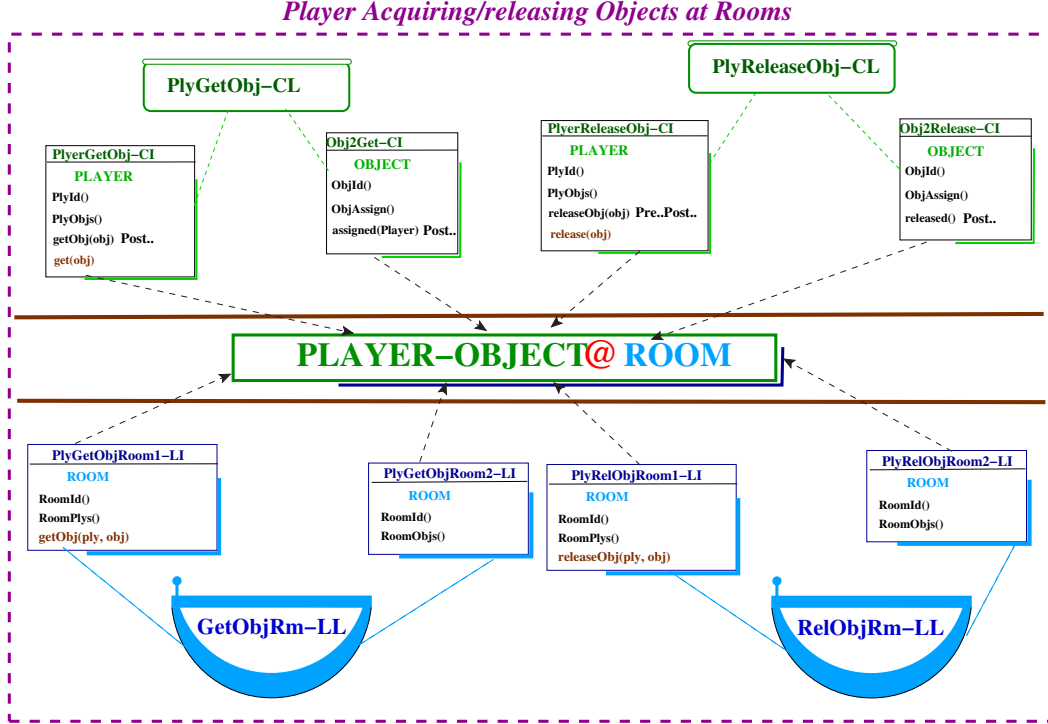 Player Acquiring/releasing Objects at Rooms
PlyGetObj–CL
PlyReleaseObj–CL
PlyerGetObj–CI
PLAYER
PlyId()
PlyObjs()
getObj(obj) Post..
get(obj)
Obj2Get–CI
OBJECT
ObjId()
ObjAssign()
assigned(Player) Post..
PlyerReleaseObj–CI
PLAYER
PlyId()
PlyObjs()
releaseObj(obj) Pre..Post..
release(obj)
Obj2Release–CI
OBJECT
ObjId()
ObjAssign()
released() Post..
PLAYER–OBJECT@ ROOM
PlyGetObjRoom1–LI
ROOM
RoomId()
RoomPlys()
getObj(ply, obj)
PlyGetObjRoom2–LI
ROOM
RoomId()
RoomObjs()
PlyRelObjRoom1–LI
ROOM
RoomId()
RoomPlys()
releaseObj(ply, obj)
PlyRelObjRoom2–LI
ROOM
RoomId()
RoomObjs()
GetObjRm–LL
RelObjRm–LL